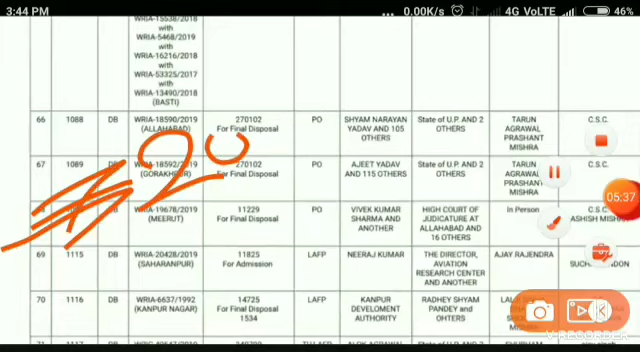 3:44 PM ... 0.00K/s 4G VoLTE 46%
WRIA-15538/2018
with
WRIA-5468/2019
with
WRIA-16216/2018
with
WRIA-53325/2017
with
WRIA-13490/2018
(BASTI)
66 1088 DB WRIA-18590/2019 (ALLAHABAD) 270102 For Final Disposal PO SHYAM NARAYAN YADAV AND 105 OTHERS State of U.P. AND 2 OTHERS TARUN AGRAWAL PRASHANT MISHRA C.S.C.
67 1089 DB WRIA-18592/2019 (GORAKHPUR) 270102 For Final Disposal PO AJEET YADAV AND 115 OTHERS State of U.P. AND 2 OTHERS TARUN AGRAWAL PRASHANT MISHRA C.S.C.
DB WRIA-19678/2019 (MEERUT) 11229 For Final Disposal PO VIVEK KUMAR SHARMA AND ANOTHER HIGH COURT OF JUDICATURE AT ALLAHABAD AND 16 OTHERS In Person C.S.C. ASHISH MISHRA
69 1115 DB WRIA-20428/2019 (SAHARANPUR) 11825 For Admission LAFP NEERAJ KUMAR THE DIRECTOR, AVIATION RESEARCH CENTER AND ANOTHER AJAY RAJENDRA
70 1116 DB WRIA-6637/1992 (KANPUR NAGAR) 14725 For Final Disposal 1534 LAFP KANPUR DEVELOMENT AUTHORITY RADHEY SHYAM PANDEY and OHTERS
20
05:37
V RECORDER